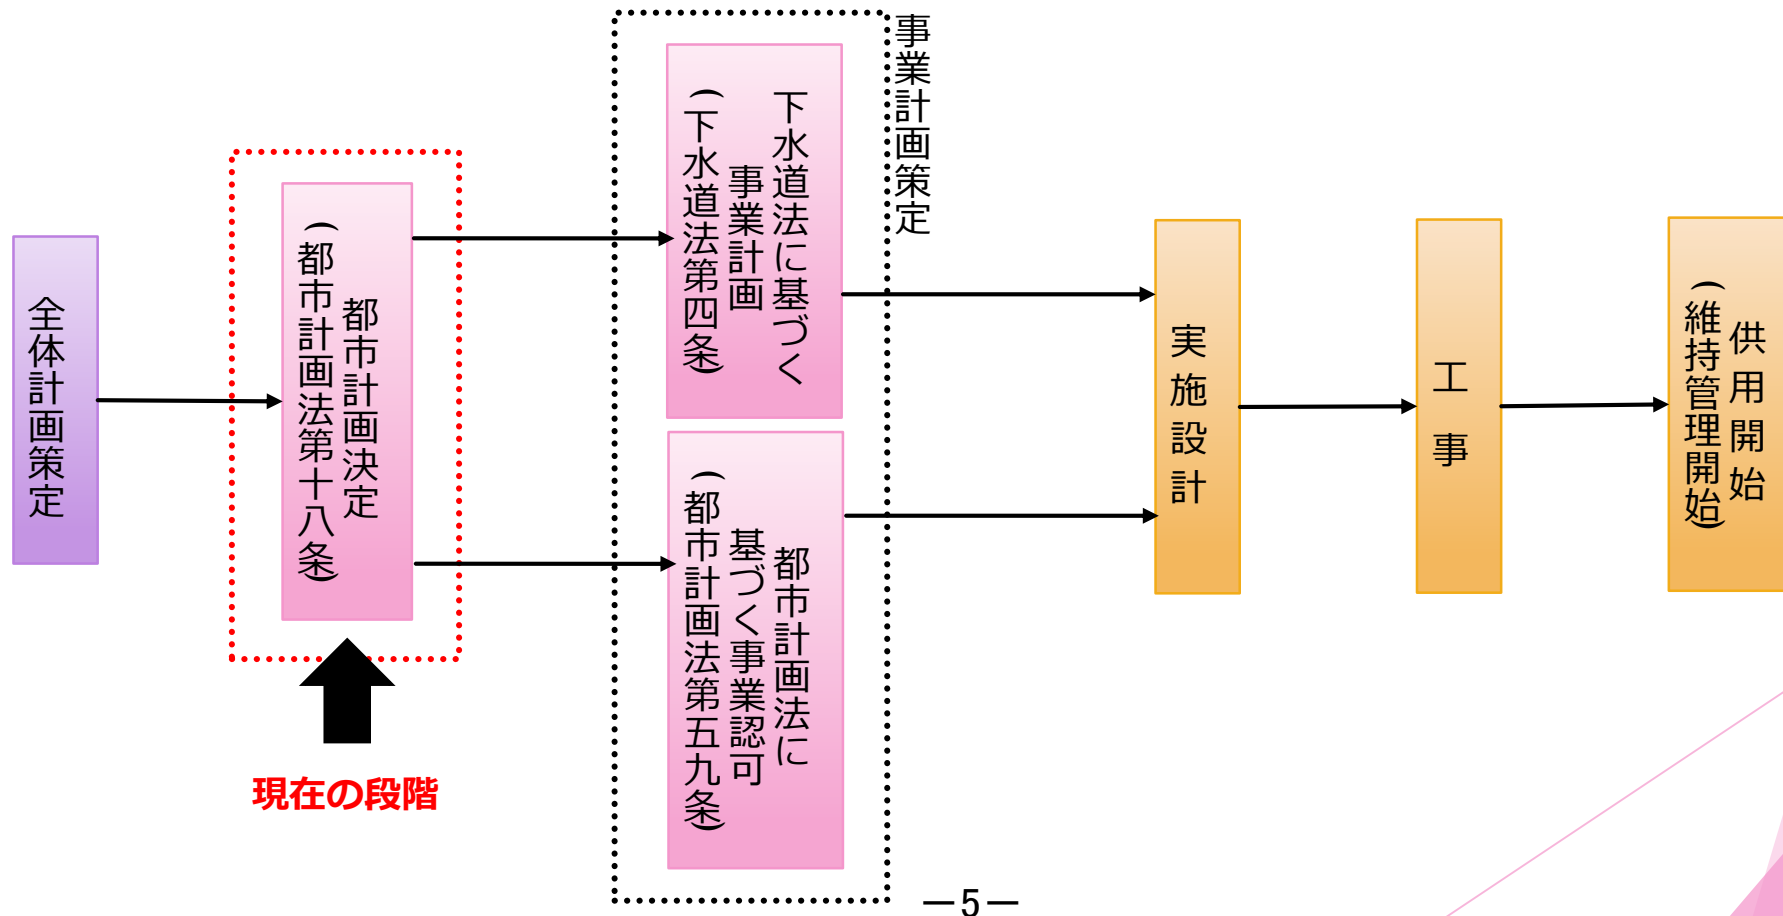 全体計画策定
都市計画決定
(都市計画法第十八条)
現在の段階
事業計画策定
下水道法に基づく
事業計画
(下水道法第四条)
都市計画法に
基づく事業認可
(都市計画法第五九条)
実施設計
工事
供用開始
(維持管理開始)
－5－